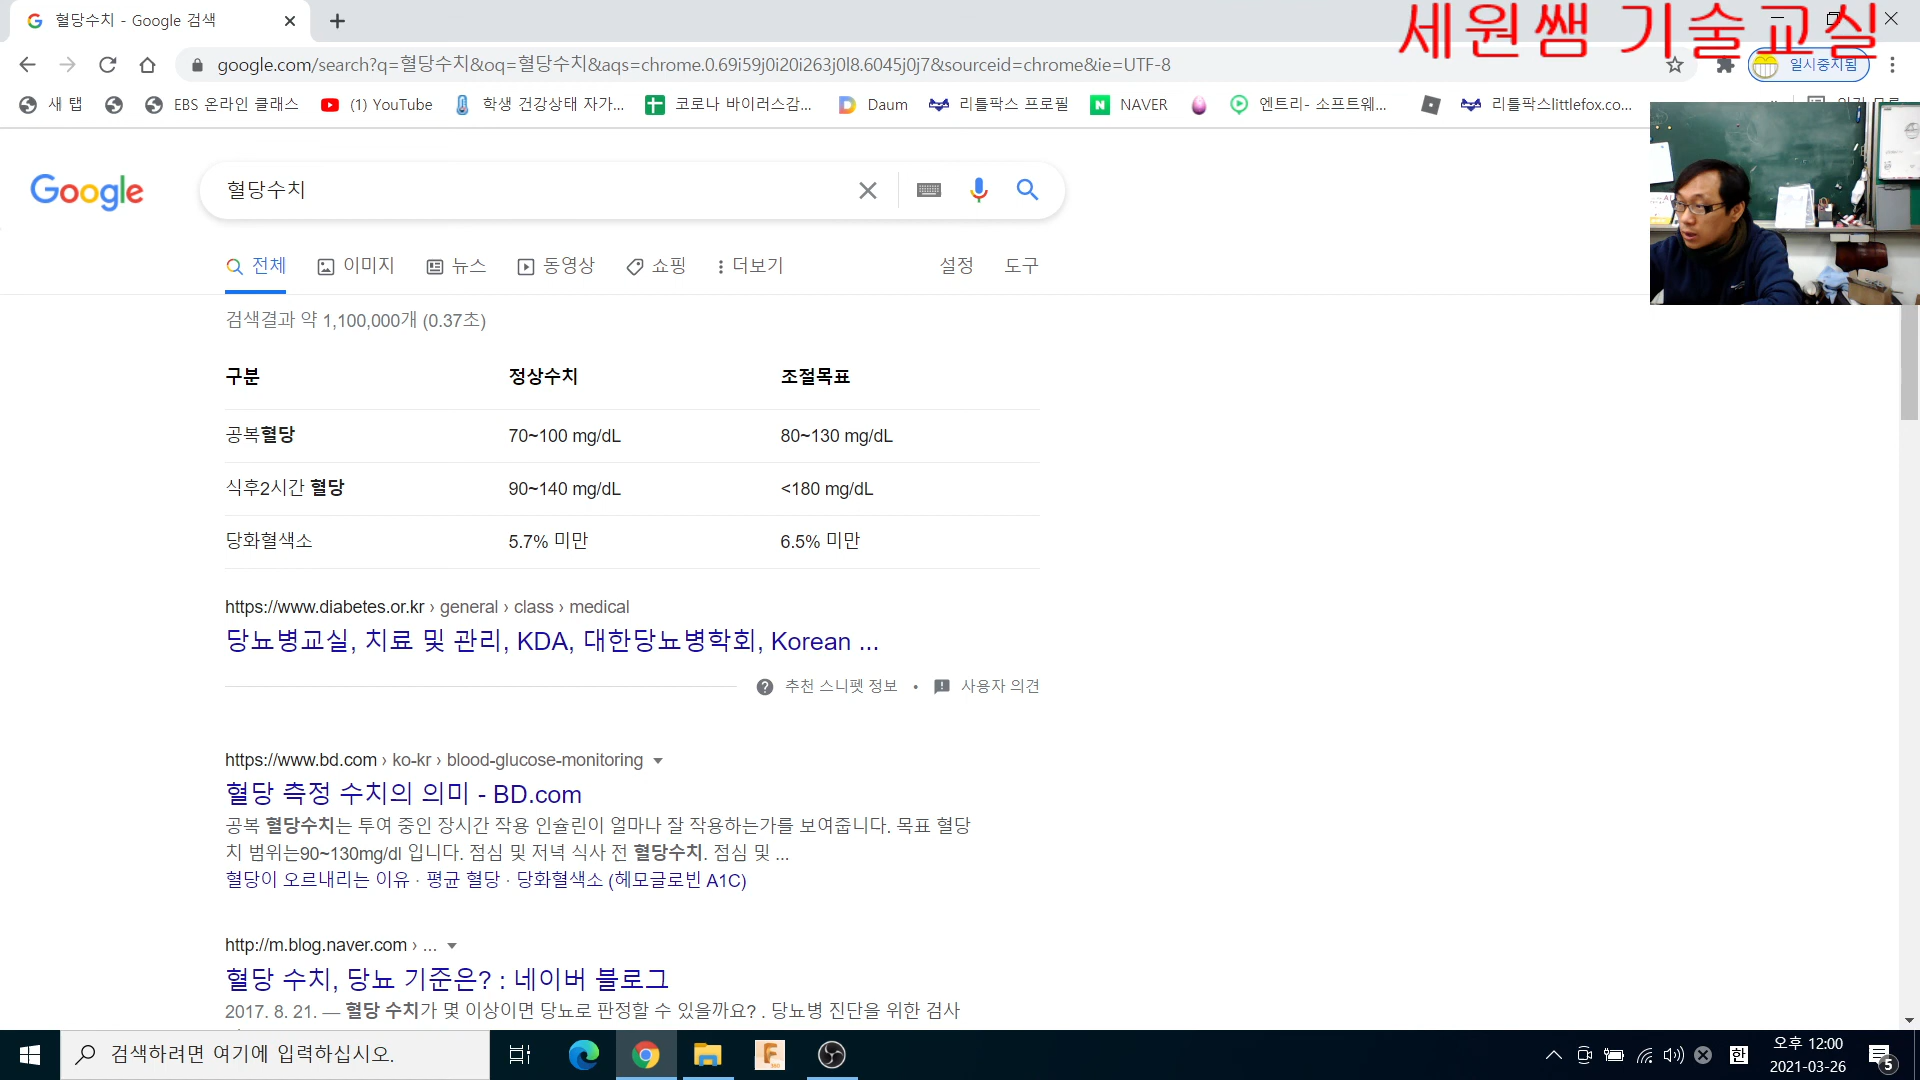 혈당수치 - Google 검색
세원쌤 기술교실
google.com/search?q=혈당수치&oq=혈당수치&aqs=chrome.0.69i59j0i20i263j0l8.6045j0j7&sourceid=chrome&ie=UTF-8
일시중지됨
새 탭
EBS 온라인 클래스
(1) YouTube
학생 건강상태 자가...
코로나 바이러스감...
Daum
리틀팍스 프로필
N NAVER
엔트리- 소프트웨...
리틀팍스littlefox.co...
Google
혈당수치
전체 이미지 뉴스 동영상 쇼핑 더보기 설정 도구
검색결과 약 1,100,000개 (0.37초)
구분 정상수치 조절목표
공복혈당 70~100 mg/dL 80~130 mg/dL
식후2시간 혈당 90~140 mg/dL <180 mg/dL
당화혈색소 5.7% 미만 6.5% 미만
https://www.diabetes.or.kr › general › class › medical
당뇨병교실, 치료 및 관리, KDA, 대한당뇨병학회, Korean ...
추천 스니펫 정보 • 사용자 의견
https://www.bd.com › ko-kr › blood-glucose-monitoring
혈당 측정 수치의 의미 - BD.com
공복 혈당수치는 투여 중인 장시간 작용 인슐린이 얼마나 잘 작용하는가를 보여줍니다. 목표 혈당
치 범위는90~130mg/dl 입니다. 점심 및 저녁 식사 전 혈당수치. 점심 및 ...
혈당이 오르내리는 이유 · 평균 혈당 · 당화혈색소 (헤모글로빈 A1C)
http://m.blog.naver.com › ...
혈당 수치, 당뇨 기준은? : 네이버 블로그
2017. 8. 21. — 혈당 수치가 몇 이상이면 당뇨로 판정할 수 있을까요? . 당뇨병 진단을 위한 검사
검색하려면 여기에 입력하십시오.
한
오후 12:00
2021-03-26
5